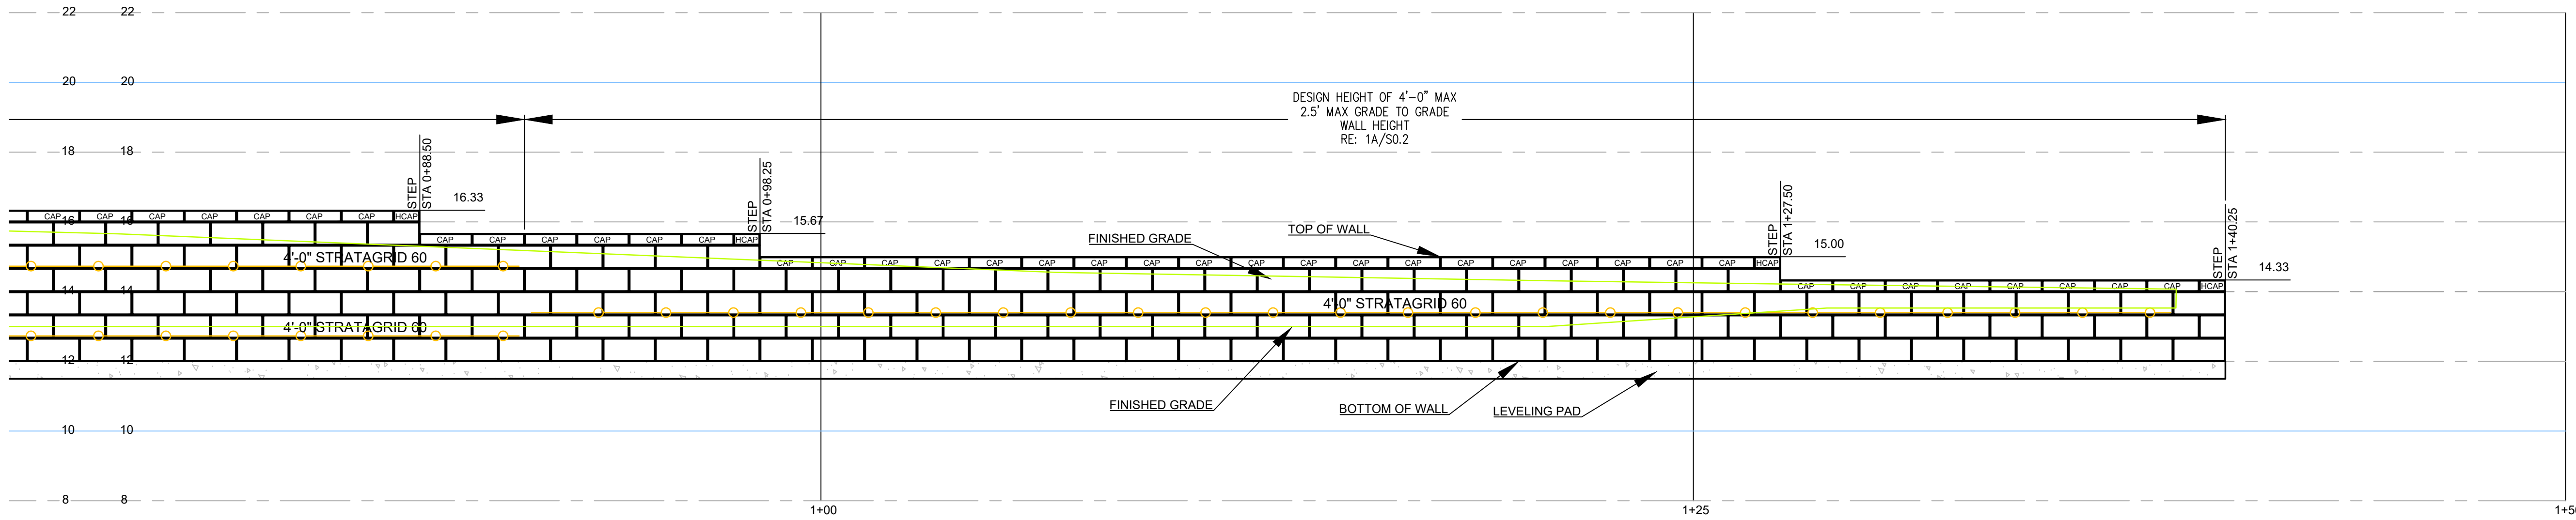 22 22
20 20
DESIGN HEIGHT OF 4'-0" MAX
2.5' MAX GRADE TO GRADE
WALL HEIGHT
RE: 1A/S0.2
18 18
STEP
STA 0+88.50
16.33
CAP CAP CAP CAP CAP CAP CAP HCAP
16 16
STEP
STA 0+98.25
15.67
CAP CAP CAP CAP CAP CAP HCAP
FINISHED GRADE
TOP OF WALL
STEP
STA 1+27.50
15.00
CAP CAP CAP CAP CAP CAP CAP CAP CAP CAP CAP CAP CAP CAP CAP CAP CAP CAP CAP HCAP
STEP
STA 1+40.25
14.33
CAP CAP CAP CAP CAP CAP CAP CAP HCAP
4'-0" STRATAGRID 60
14 14
4'-0" STRATAGRID 60
4'-0" STRATAGRID 60
12 12
FINISHED GRADE
BOTTOM OF WALL
LEVELING PAD
10 10
8 8
1+00
1+25
1+50